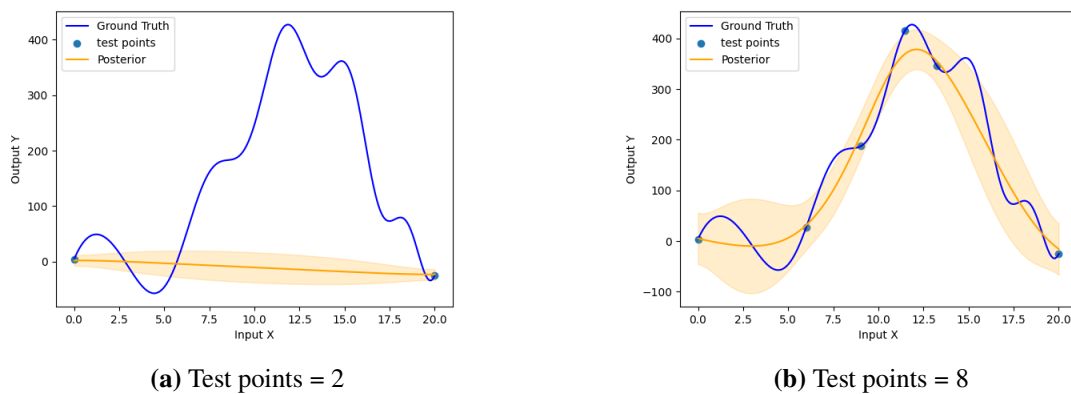 Ground Truth
test points
Posterior
400
300
200
100
0
Output Y
0.0 2.5 5.0 7.5 10.0 12.5 15.0 17.5 20.0
Input X
(a) Test points = 2
Ground Truth
test points
Posterior
400
300
200
100
0
−100
Output Y
0.0 2.5 5.0 7.5 10.0 12.5 15.0 17.5 20.0
Input X
(b) Test points = 8